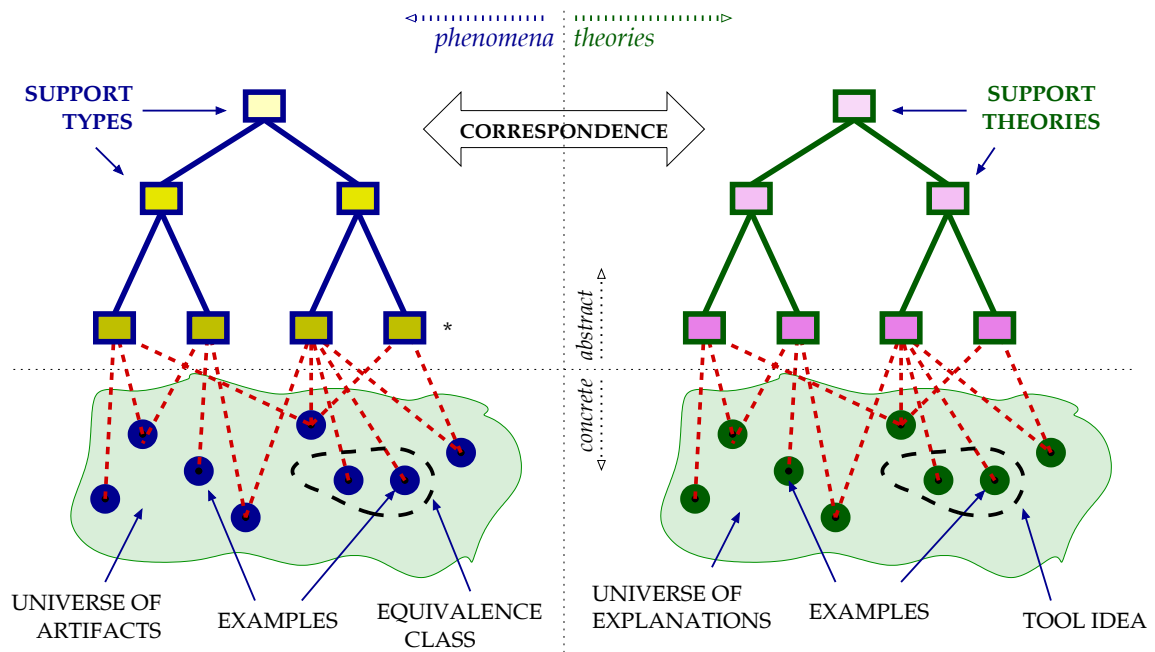 phenomena
theories
SUPPORT
TYPES
CORRESPONDENCE
SUPPORT
THEORIES
*
abstract
concrete
UNIVERSE OF
ARTIFACTS
EXAMPLES
EQUIVALENCE
CLASS
UNIVERSE OF
EXPLANATIONS
EXAMPLES
TOOL IDEA